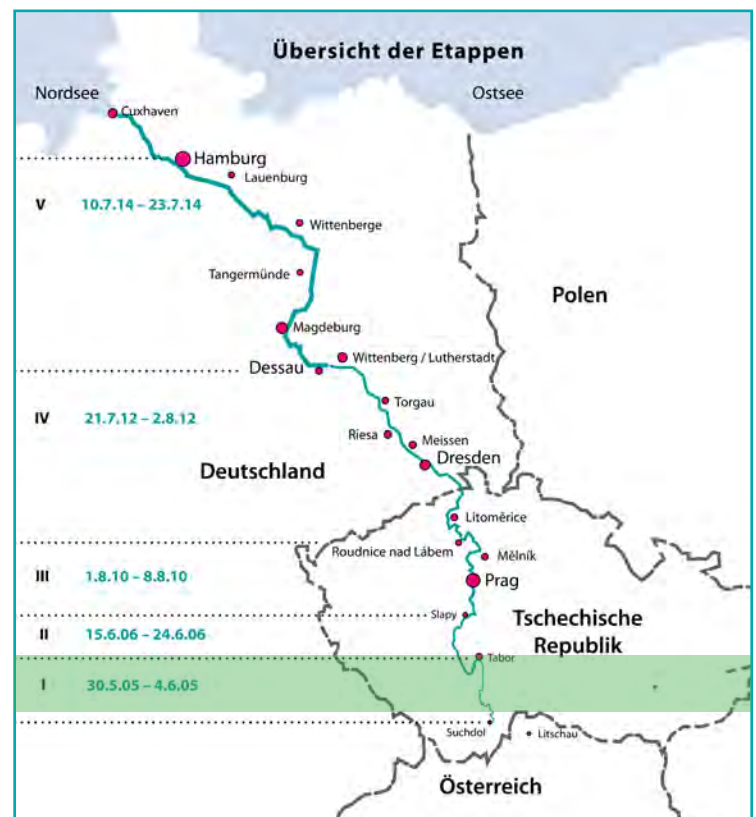 Übersicht der Etappen
Nordsee
Ostsee
Cuxhaven
Hamburg
Lauenburg
V
10.7.14 – 23.7.14
Wittenberge
Tangermünde
Polen
Magdeburg
Wittenberg / Lutherstadt
Dessau
Torgau
IV
21.7.12 – 2.8.12
Riesa
Meissen
Dresden
Deutschland
Litoměrice
Roudnice nad Lábem
Mělník
III
1.8.10 – 8.8.10
Prag
Slapy
Tschechische
Republik
II
15.6.06 – 24.6.06
Tabor
I
30.5.05 – 4.6.05
Suchdol
Litschau
Österreich